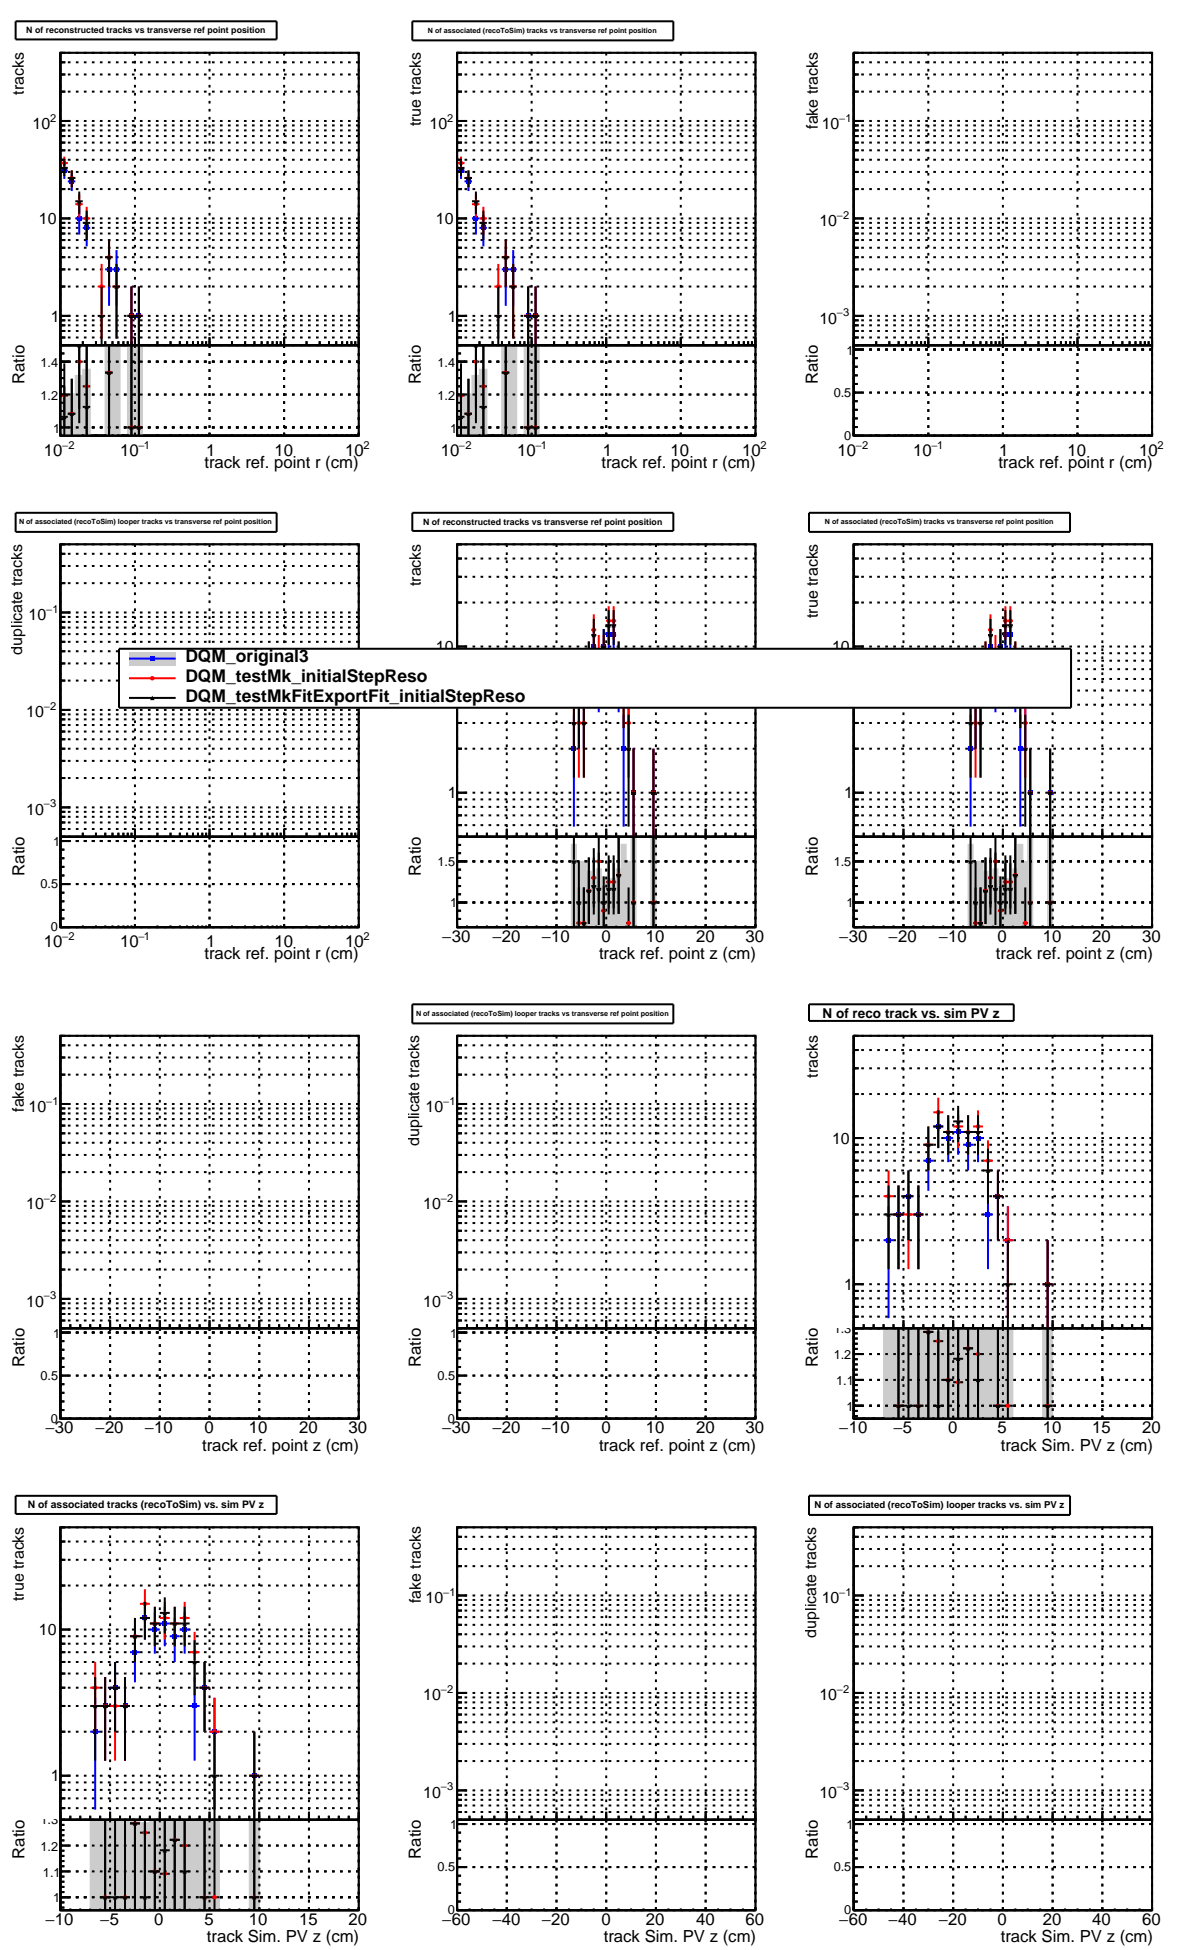 N of reconstructed tracks vs transverse ref point position
N of associated (recoToSim) tracks vs transverse ref point position
tracks
true tracks
fake tracks
10²
10
1
10²
10
1
10⁻¹
10⁻²
10⁻³
Ratio
1.4
1.2
1
Ratio
1.4
1.2
1
Ratio
1
0.5
0
10⁻² 10⁻¹ 1 10 10²
10⁻² 10⁻¹ 1 10 10²
10⁻² 10⁻¹ 1 10 10²
track ref. point r (cm)
track ref. point r (cm)
track ref. point r (cm)
N of associated (recoToSim) looper tracks vs transverse ref point position
N of reconstructed tracks vs transverse ref point position
N of associated (recoToSim) tracks vs transverse ref point position
duplicate tracks
tracks
true tracks
10⁻¹
10⁻²
10⁻³
10
1
10
1
DQM_original3
DQM_testMk_initialStepReso
DQM_testMkFitExportFit_initialStepReso
Ratio
1
0.5
0
Ratio
1.5
1
Ratio
1.5
1
10⁻² 10⁻¹ 1 10 10²
−30 −20 −10 0 10 20 30
−30 −20 −10 0 10 20 30
track ref. point r (cm)
track ref. point z (cm)
track ref. point z (cm)
N of associated (recoToSim) looper tracks vs transverse ref point position
N of reco track vs. sim PV z
fake tracks
duplicate tracks
tracks
10⁻¹
10⁻²
10⁻³
10⁻¹
10⁻²
10⁻³
10
1
Ratio
1
0.5
0
Ratio
1
0.5
0
Ratio
1.3
1.2
1.1
1
−30 −20 −10 0 10 20 30
−30 −20 −10 0 10 20 30
−10 −5 0 5 10 15 20
track ref. point z (cm)
track ref. point z (cm)
track Sim. PV z (cm)
N of associated tracks (recoToSim) vs. sim PV z
N of associated (recoToSim) looper tracks vs. sim PV z
true tracks
fake tracks
duplicate tracks
10
1
10⁻¹
10⁻²
10⁻³
10⁻¹
10⁻²
10⁻³
Ratio
1.3
1.2
1.1
1
Ratio
1
0.5
0
Ratio
1
0.5
0
−10 −5 0 5 10 15 20
−60 −40 −20 0 20 40 60
−60 −40 −20 0 20 40 60
track Sim. PV z (cm)
track Sim. PV z (cm)
track Sim. PV z (cm)